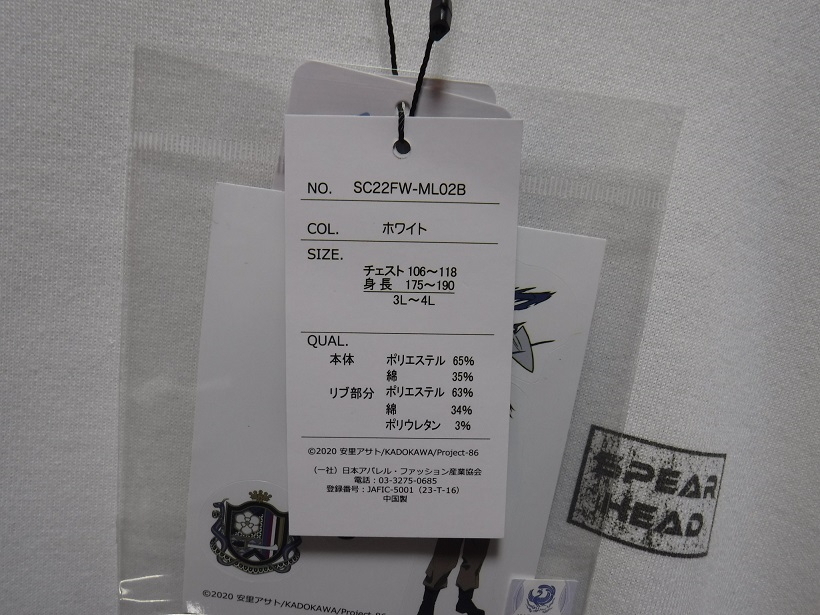 NO. SC22FW-ML02B
COL. ホワイト
SIZE.
チェスト 106～118
身 長 175～190
3L～4L
QUAL.
本体 ポリエステル 65%
綿 35%
リブ部分 ポリエステル 63%
綿 34%
ポリウレタン 3%
©2020 安里アサト/KADOKAWA/Project-86
（一社）日本アパレル・ファッション産業協会
電話：03-3275-0685
登録番号：JAFIC-5001（23-T-16）
中国製
SPEAR
HEAD
©2020 安里アサト/KADOKAWA/Project-86